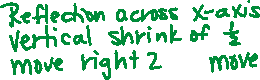 Reflection across x-axis
vertical shrink of 1/2
move right 2 move